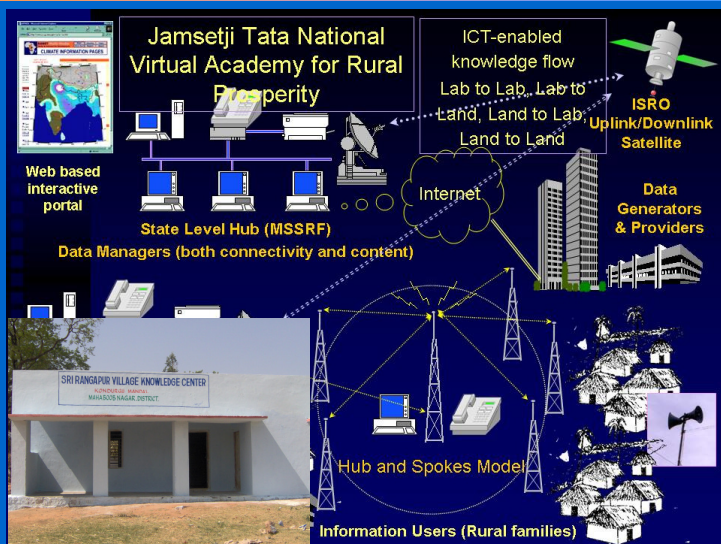 Jamsetji Tata National
Virtual Academy for Rural
Prosperity
ICT-enabled
knowledge flow
Lab to Lab, Lab to
Land, Land to Lab,
Land to Land
CLIMATE INFORMATION PAGES
ISRO
Uplink/Downlink
Satellite
Web based
interactive
portal
Internet
Data
Generators
& Providers
State Level Hub (MSSRF)
Data Managers (both connectivity and content)
SRI RANGAPUR VILLAGE KNOWLEDGE CENTER
MAHABOOB NAGAR, DISTRICT.
Hub and Spokes Model
Information Users (Rural families)